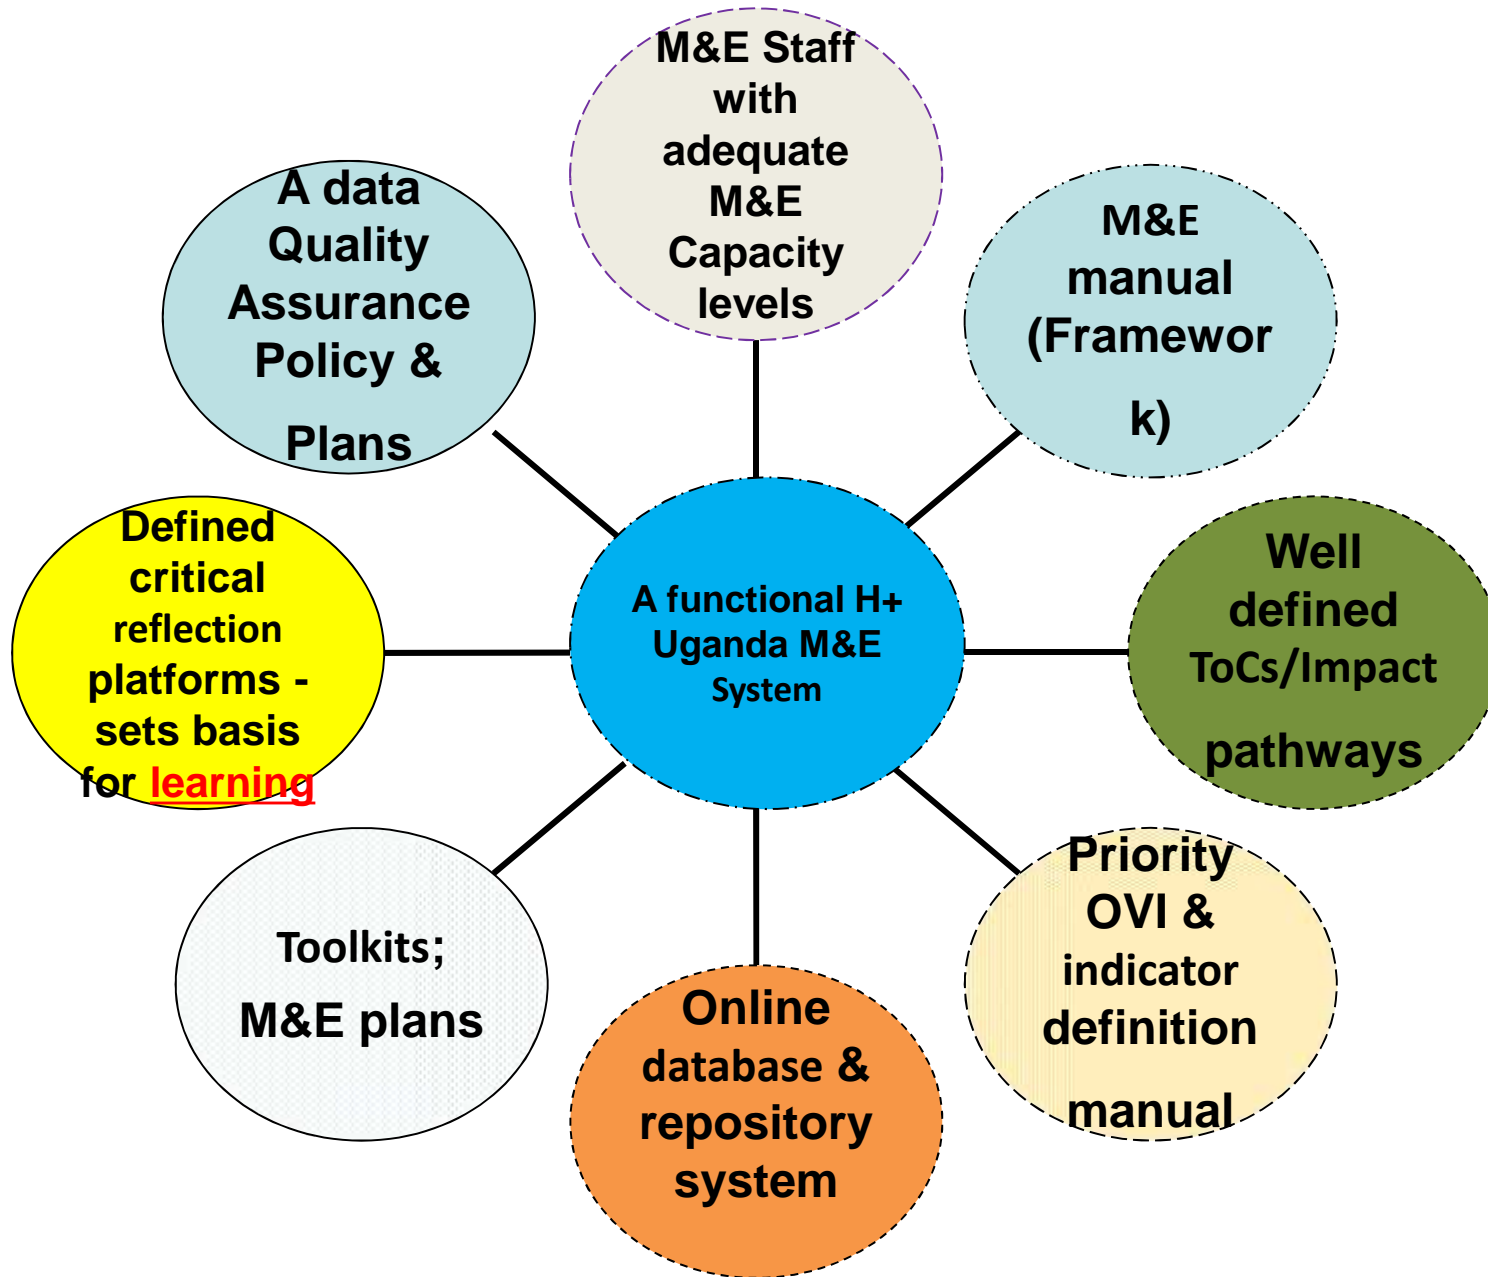 M&E Staff
with
adequate
M&E
Capacity
levels
A data
Quality
Assurance
Policy &
Plans
M&E
manual
(Framewor
k)
Defined
critical
reflection
platforms -
sets basis
for learning
A functional H+
Uganda M&E
System
Well
defined
ToCs/Impact
pathways
Toolkits;
M&E plans
Online
database &
repository
system
Priority
OVI &
indicator
definition
manual